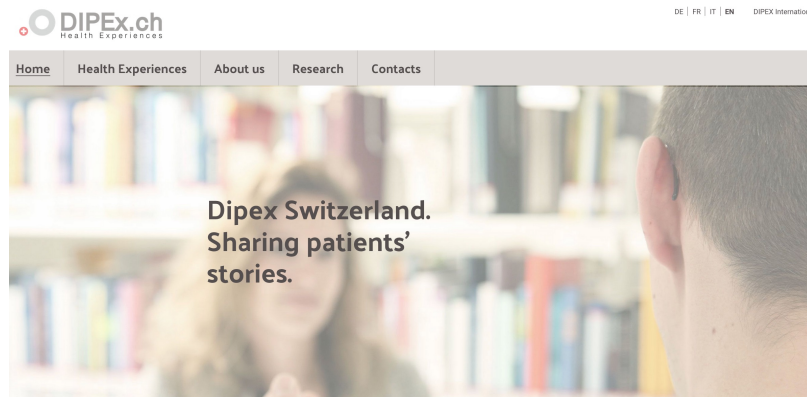 DIPEx.ch
Health Experiences
DE FR IT EN DIPEX Internation
Home Health Experiences About us Research Contacts
Dipex Switzerland.
Sharing patients'
stories.